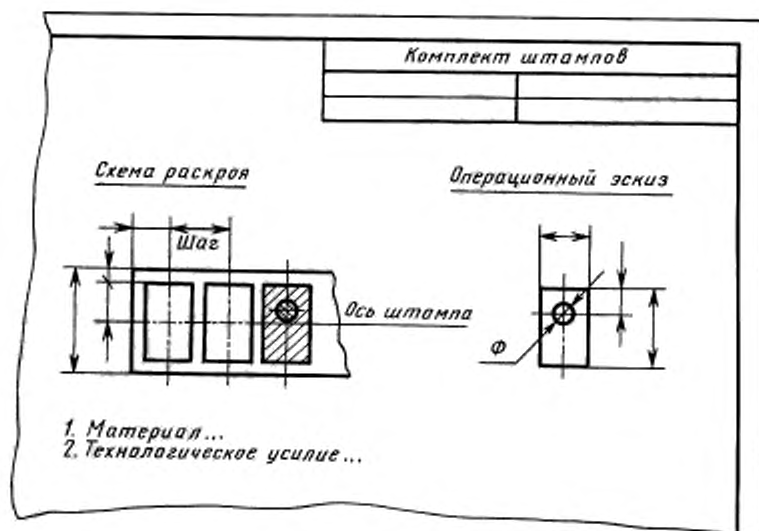 Комплект штампов
Схема раскроя
Операционный эскиз
Шаг
Ось штампа
Ф
1. Материал...
2. Технологическое усилие...